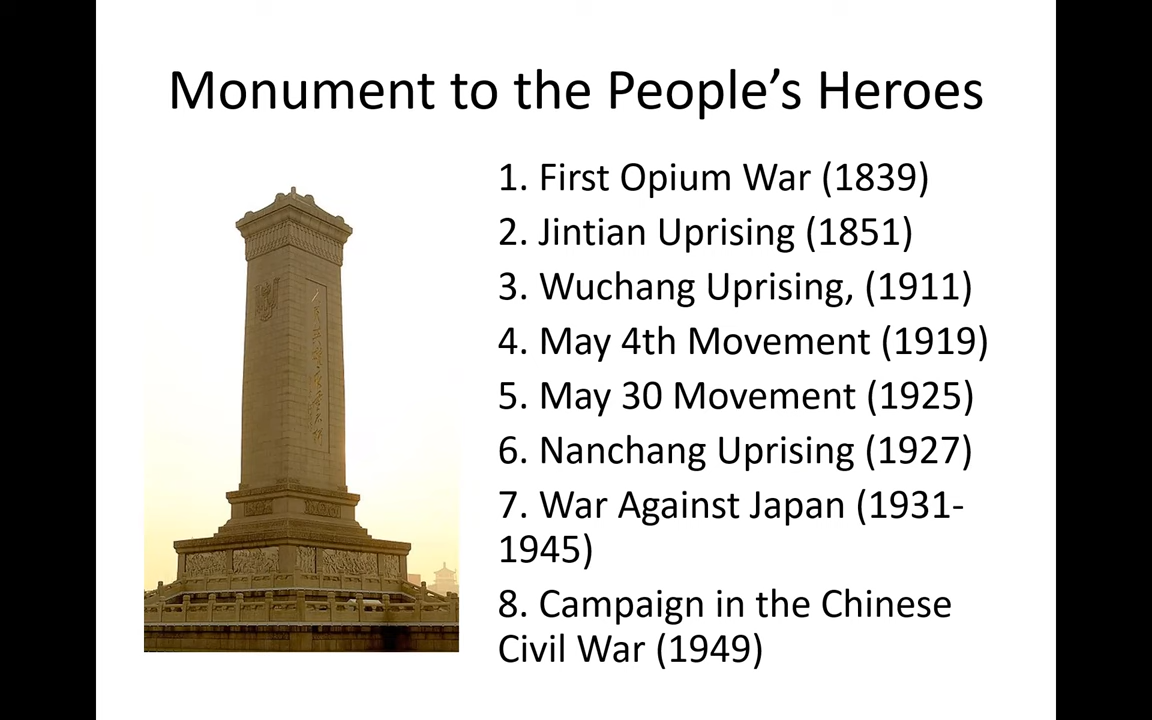 Monument to the People’s Heroes
1. First Opium War (1839)
2. Jintian Uprising (1851)
3. Wuchang Uprising, (1911)
4. May 4th Movement (1919)
5. May 30 Movement (1925)
6. Nanchang Uprising (1927)
7. War Against Japan (1931-
1945)
8. Campaign in the Chinese
Civil War (1949)